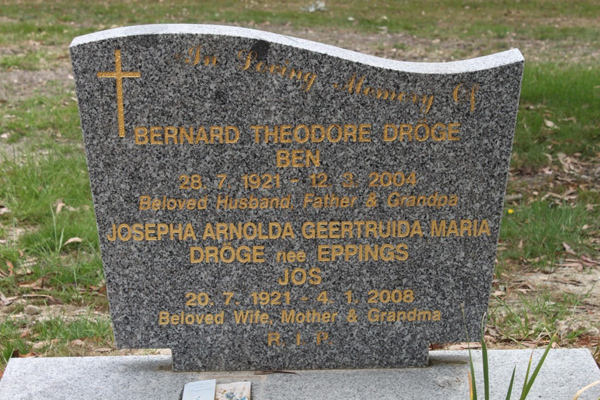 In Loving Memory Of
BERNARD THEODORE DRÖGE
BEN
28. 7. 1921 - 12. 3. 2004
Beloved Husband, Father & Grandpa
JOSEPHA ARNOLDA GEERTRUIDA MARIA
DRÖGE nee EPPINGS
JOS
20. 7. 1921 - 4. 1. 2008
Beloved Wife, Mother & Grandma
R. I. P.